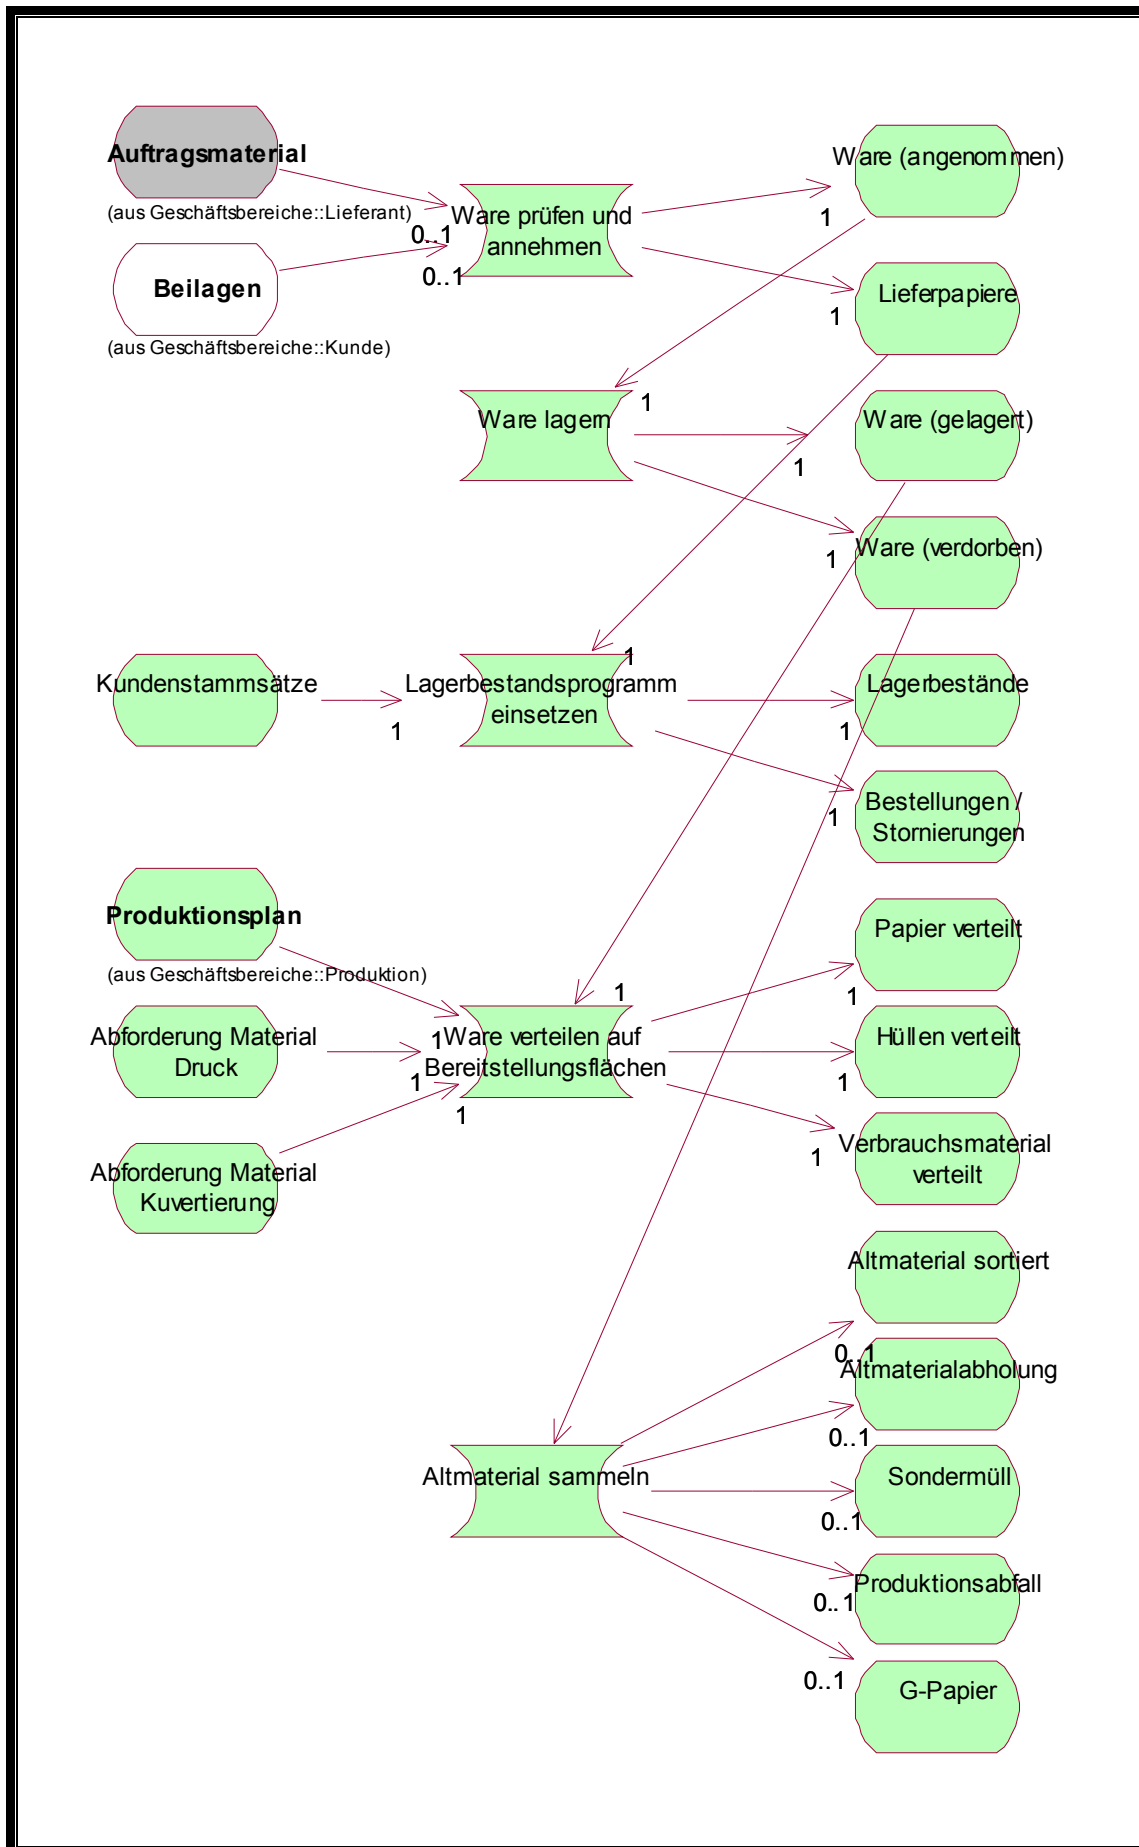 Auftragsmaterial
(aus Geschäftsbereiche::Lieferant)
0..1
Beilagen
(aus Geschäftsbereiche::Kunde)
0..1
Ware prüfen und
annehmen
Ware (angenommen)
1
Lieferpapiere
1
Ware lagern
1
Ware (gelagert)
1
Ware (verdorben)
1
Kundenstammsätze
1
Lagerbestandsprogramm
einsetzen
1
Lagerbestände
1
Bestellungen /
Stornierungen
1
Produktionsplan
(aus Geschäftsbereiche::Produktion)
1
Abforderung Material
Druck
1
Abforderung Material
Kuvertierung
1
Ware verteilen auf
Bereitstellungsflächen
1
Papier verteilt
1
Hüllen verteilt
1
Verbrauchsmaterial
verteilt
1
Altmaterial sammeln
Altmaterial sortiert
0..1
Altmaterialabholung
0..1
Sondermüll
0..1
Produktionsabfall
0..1
G-Papier
0..1